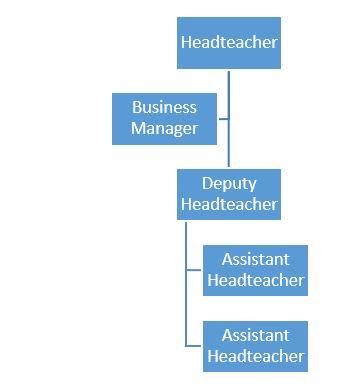 Headteacher
Business
Manager
Deputy
Headteacher
Assistant
Headteacher
Assistant
Headteacher